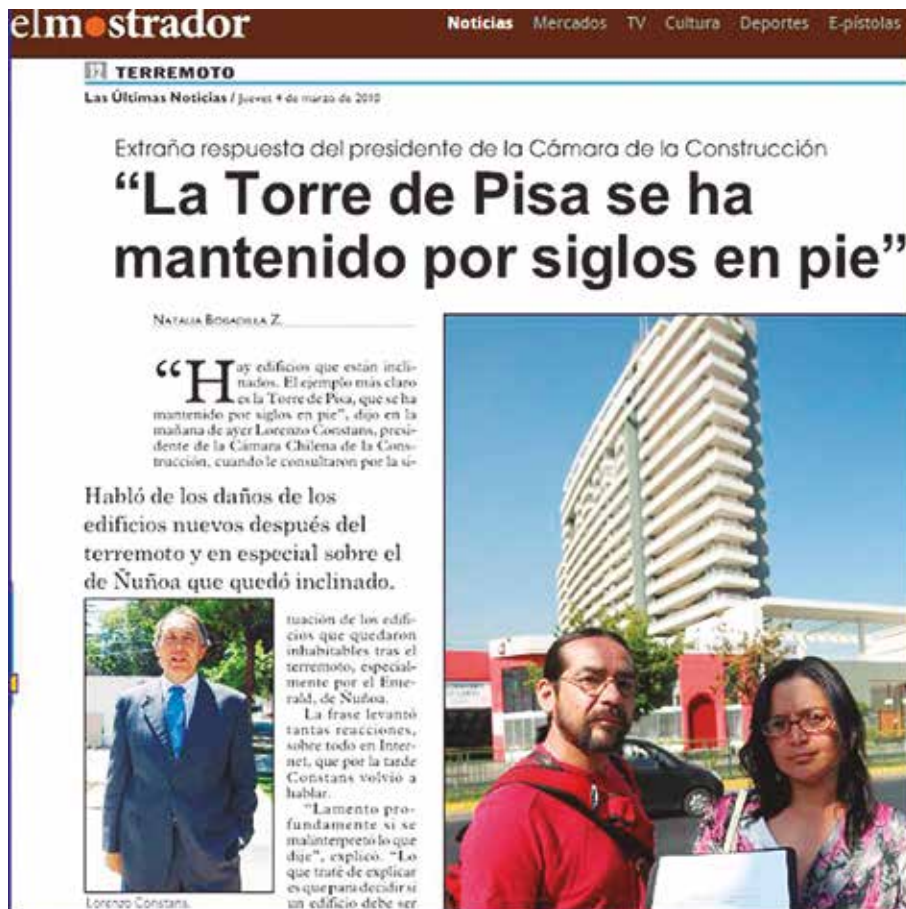 elmostrador
Noticias Mercados TV Cultura Deportes E-pístolas
12 TERREMOTO
Las Últimas Noticias / Jueves 4 de marzo de 2010
Extraña respuesta del presidente de la Cámara de la Construcción
“La Torre de Pisa se ha
mantenido por siglos en pie”
NATALIA BOBADILLA Z.
“Hay edificios que están incli-
nados. El ejemplo más claro
es la Torre de Pisa, que se ha
mantenido por siglos en pie”, dijo en la
mañana de ayer Lorenzo Constans, presi-
dente de la Cámara Chilena de la Cons-
trucción, cuando le consultaron por la si-
Habló de los daños de los
edificios nuevos después del
terremoto y en especial sobre el
de Ñuñoa que quedó inclinado.
tuación de los edifi-
cios que quedaron
inhabitables tras el
terremoto, especial-
mente por el Eme-
rald, de Ñuñoa.
La frase levantó
tantas reacciones,
sobre todo en Inter-
net, que por la tarde
Constans volvió a
hablar.
“Lamento pro-
fundamente si se
malinterpretó lo que
dije”, explicó. “Lo
que traté de explicar
es que para decidir si
un edificio debe ser
Lorenzo Constans.